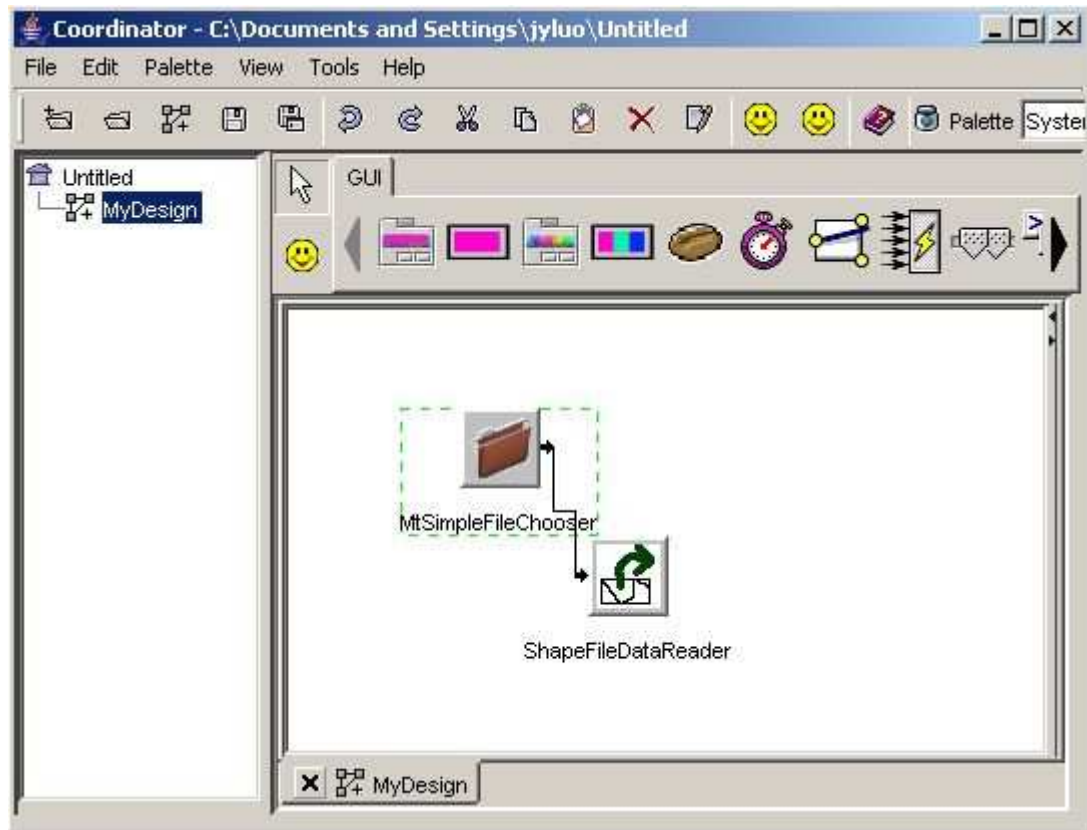 Coordinator - C:\Documents and Settings\jyluo\Untitled
File Edit Palette View Tools Help
Palette Syster
Untitled
MyDesign
GUI
MtSimpleFileChooser
ShapeFileDataReader
MyDesign